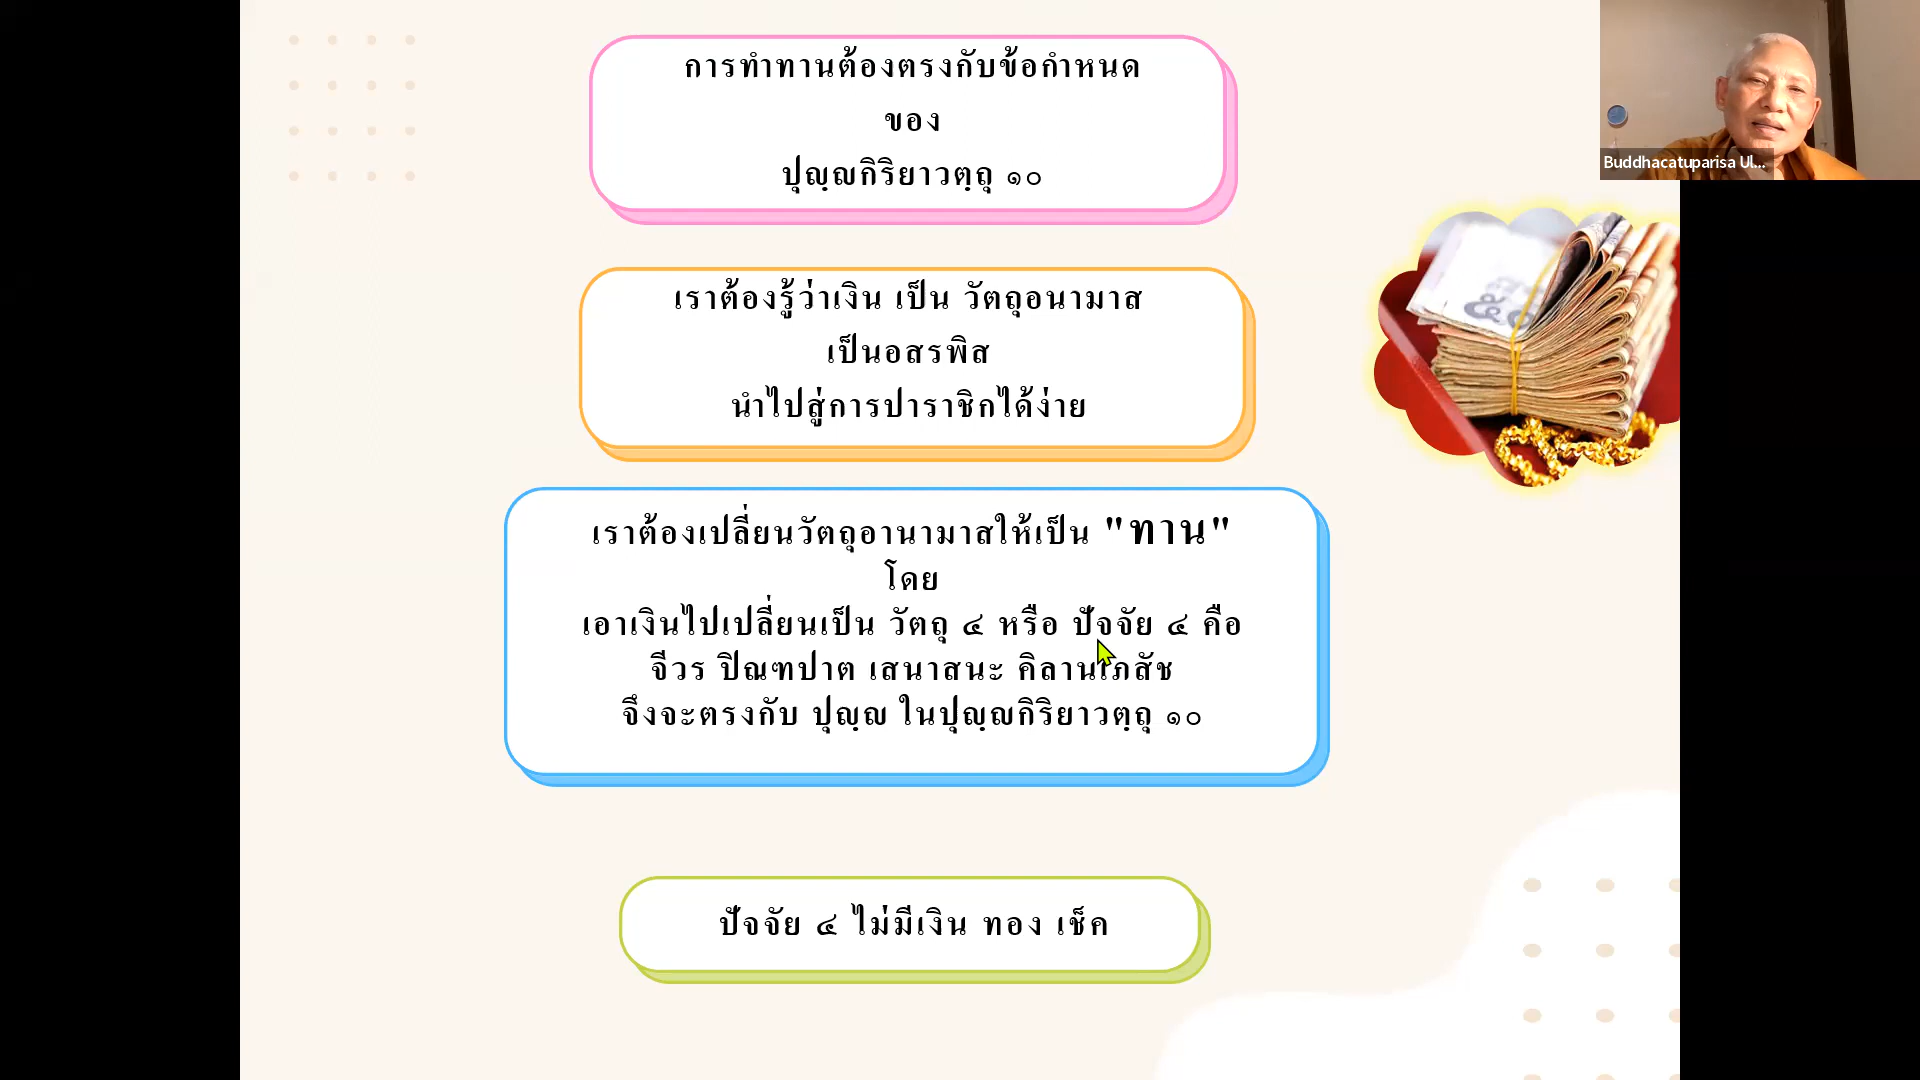 การทำทานต้องตรงกับข้อกำหนด
ของ
ปุญฺญกิริยาวตฺถุ ๑๐
Buddhacatuparisa Ul...
เราต้องรู้ว่าเงิน เป็น วัตถุอนามาส
เป็นอสรพิส
นำไปสู่การปาราชิกได้ง่าย
๕๐
เราต้องเปลี่ยนวัตถุอานามาสให้เป็น "ทาน"
โดย
เอาเงินไปเปลี่ยนเป็น วัตถุ ๔ หรือ ปัจจัย ๔ คือ
จีวร ปิณฑปาต เสนาสนะ คิลานเภสัช
จึงจะตรงกับ ปุญฺญ ในปุญฺญกิริยาวตฺถุ ๑๐
ปัจจัย ๔ ไม่มีเงิน ทอง เช็ค